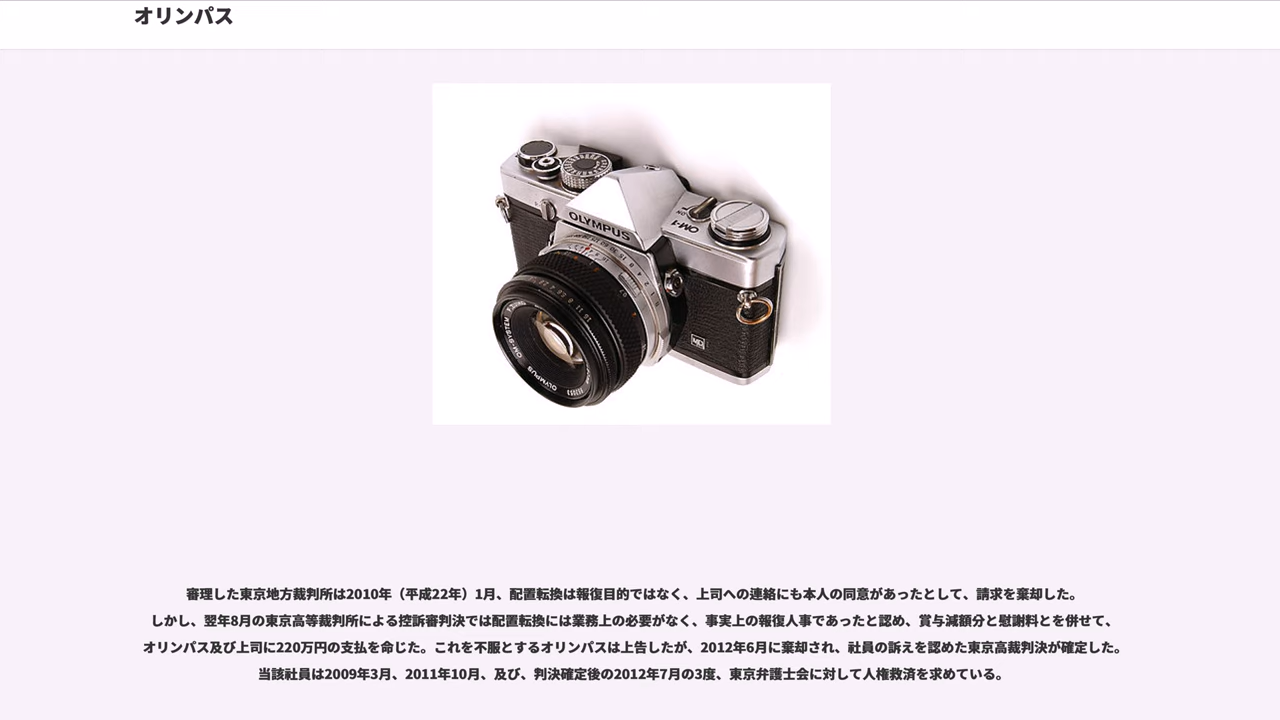 オリンパス
OLYMPUS
OM-1
ON
MD
OM-SYSTEM
OLYMPUS
審理した東京地方裁判所は2010年（平成22年）1月、配置転換は報復目的ではなく、上司への連絡にも本人の同意があったとして、請求を棄却した。
しかし、翌年8月の東京高等裁判所による控訴審判決では配置転換には業務上の必要がなく、事実上の報復人事であったと認め、賞与減額分と慰謝料とを併せて、
オリンパス及び上司に220万円の支払を命じた。これを不服とするオリンパスは上告したが、2012年6月に棄却され、社員の訴えを認めた東京高裁判決が確定した。
当該社員は2009年3月、2011年10月、及び、判決確定後の2012年7月の3度、東京弁護士会に対して人権救済を求めている。